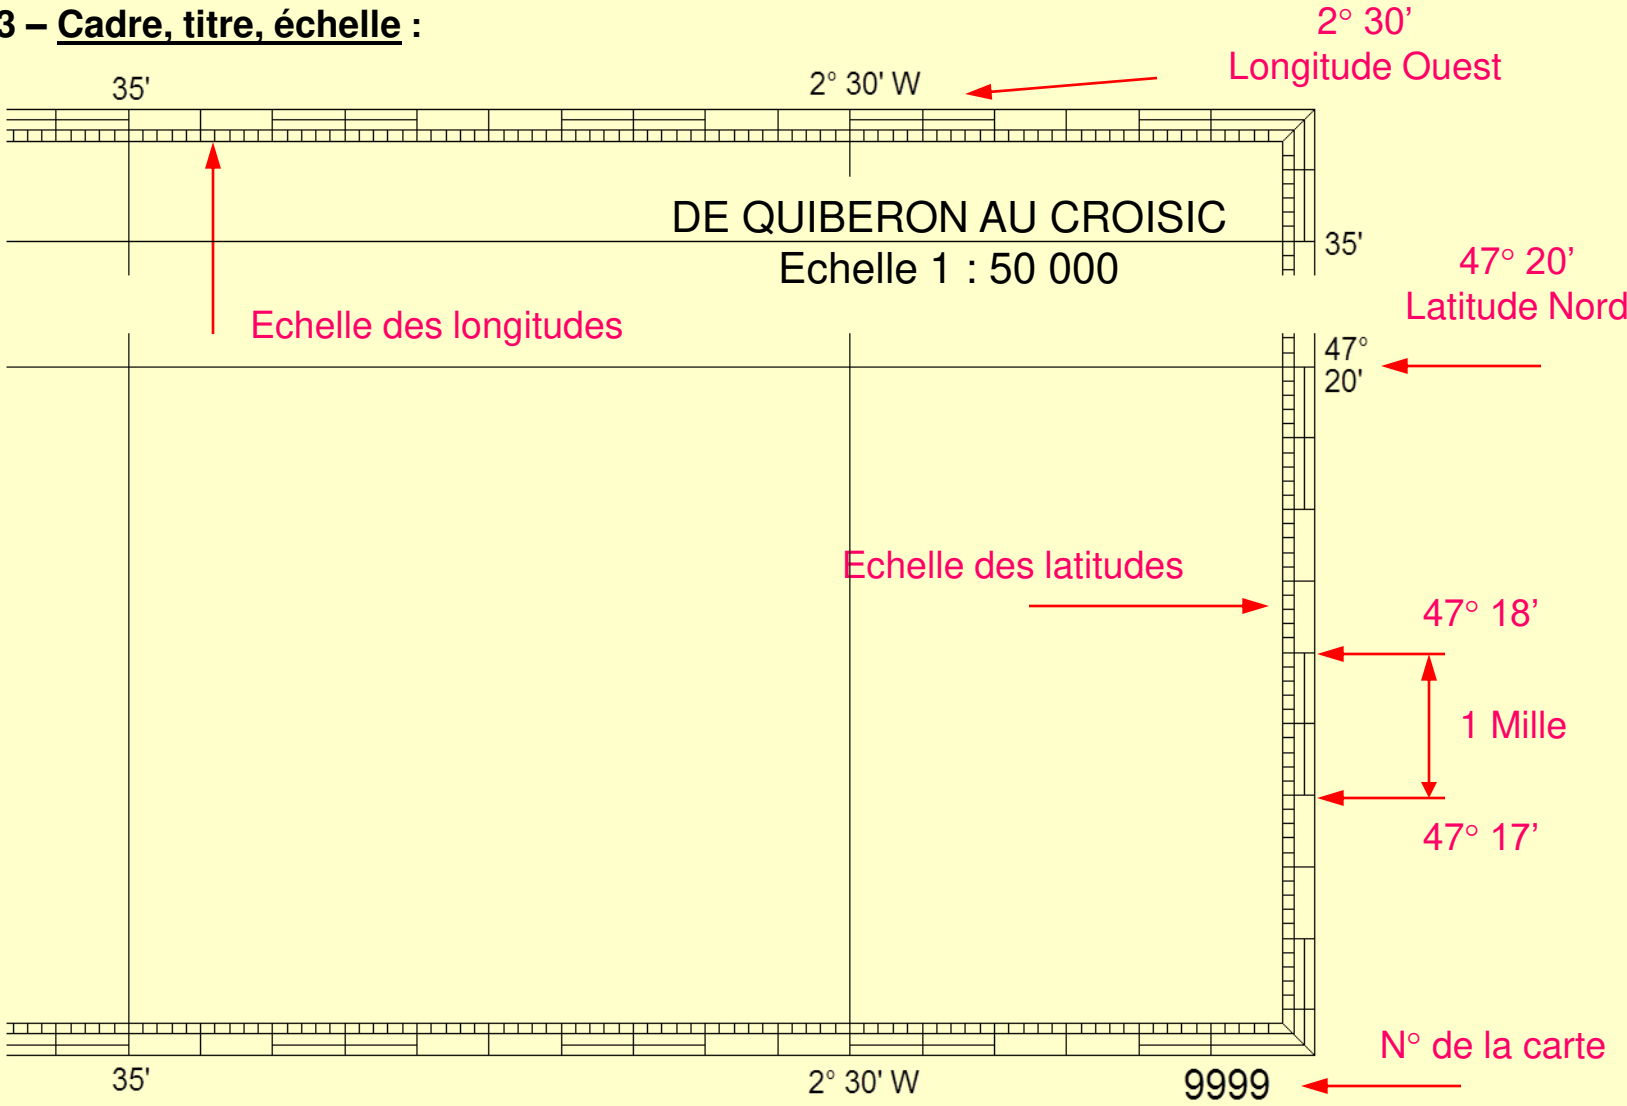 3 – Cadre, titre, échelle :
2° 30’
Longitude Ouest
35'
2° 30' W
DE QUIBERON AU CROISIC
Echelle 1 : 50 000
35'
47° 20’
Latitude Nord
Echelle des longitudes
47°
20'
Echelle des latitudes
47° 18’
1 Mille
47° 17’
N° de la carte
35'
2° 30' W
9999